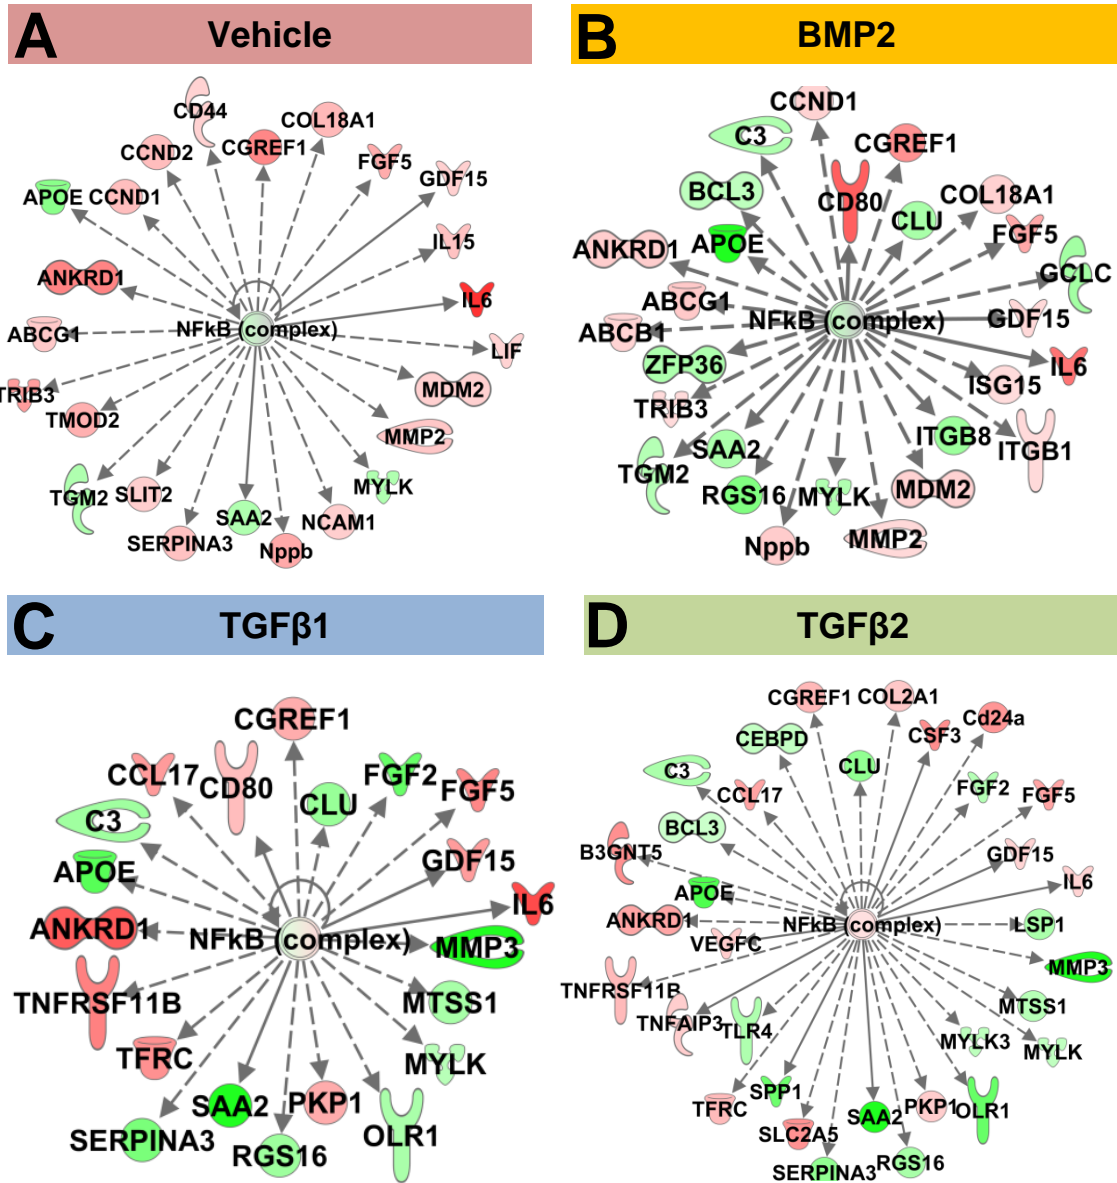 A Vehicle
CD44
COL18A1
CCND2
CGREF1
FGF5
GDF15
APOE
CCND1
IL15
ANKRD1
IL6
NFkB (complex)
ABCG1
LIF
MDM2
TRIB3
TMOD2
MMP2
TGM2
SLIT2
MYLK
SAA2
NCAM1
SERPINA3
Nppb
B BMP2
CCND1
C3
CGREF1
BCL3
CD80
COL18A1
CLU
FGF5
ANKRD1
APOE
GCLC
ABCG1
ABCB1
NFkB (complex)
GDF15
ZFP36
IL6
ISG15
TRIB3
ITGB8
ITGB1
SAA2
TGM2
RGS16
MYLK
MDM2
Nppb
MMP2
C TGFβ1
CGREF1
CCL17
CD80
FGF2
FGF5
C3
CLU
APOE
GDF15
IL6
ANKRD1
NFkB (complex)
MMP3
TNFRSF11B
MTSS1
TFRC
MYLK
SAA2
PKP1
SERPINA3
RGS16
OLR1
D TGFβ2
CGREF1
COL2A1
Cd24a
CEBPD
CSF3
C3
CLU
CCL17
FGF2
FGF5
BCL3
B3GNT5
GDF15
IL6
APOE
ANKRD1
NFkB (complex)
LSP1
VEGFC
MMP3
TNFRSF11B
MTSS1
TNFAIP3
TLR4
MYLK3
MYLK
SPP1
TFRC
SAA2
PKP1
OLR1
SLC2A5
SERPINA3
RGS16